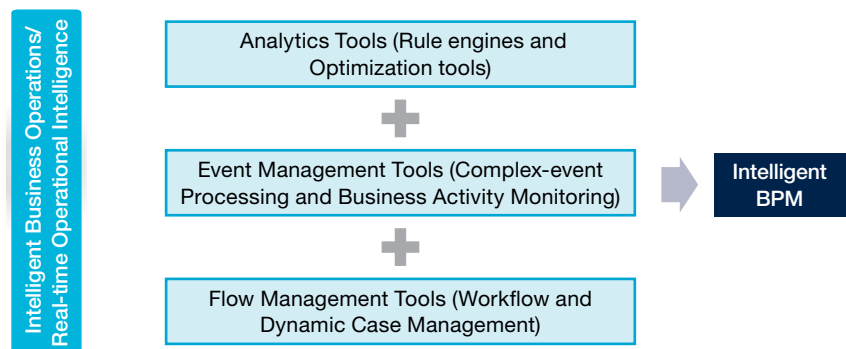 Intelligent Business Operations/
Real-time Operational Intelligence
Analytics Tools (Rule engines and
Optimization tools)
Event Management Tools (Complex-event
Processing and Business Activity Monitoring)
Intelligent
BPM
Flow Management Tools (Workflow and
Dynamic Case Management)